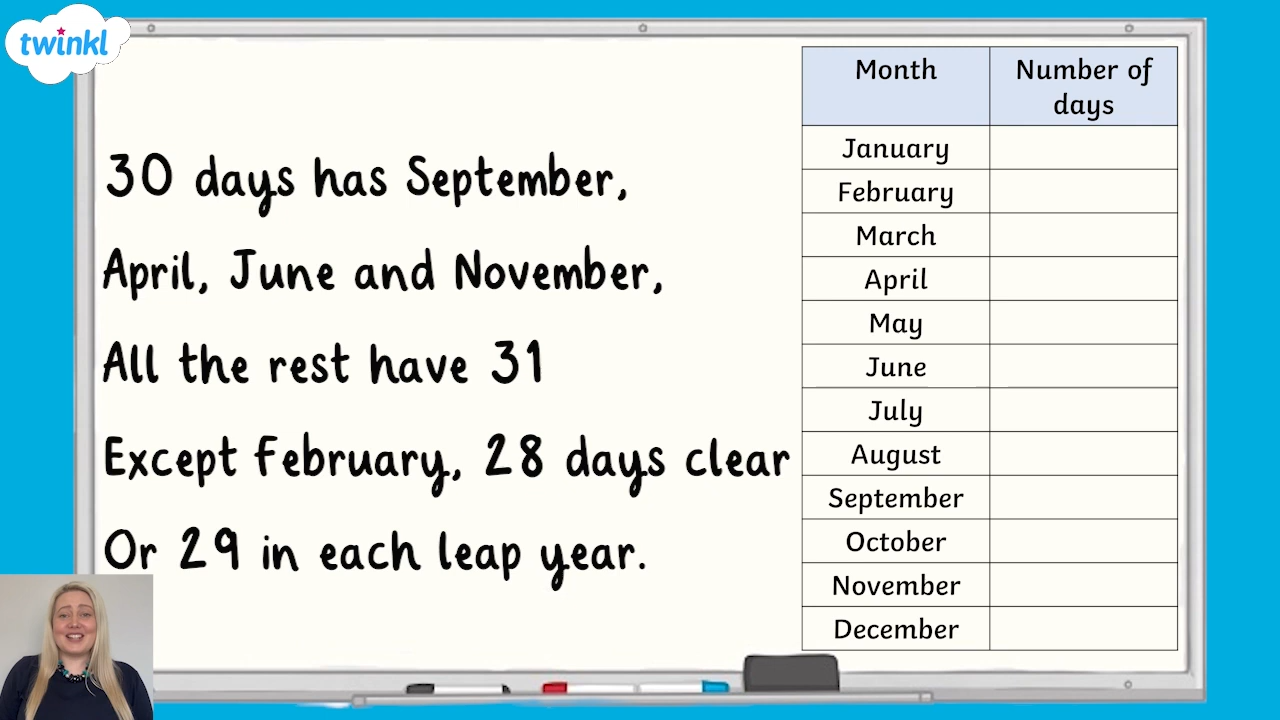 twinkl
30 days has September,
April, June and November,
All the rest have 31
Except February, 28 days clear
Or 29 in each leap year.
Month Number of days
January
February
March
April
May
June
July
August
September
October
November
December